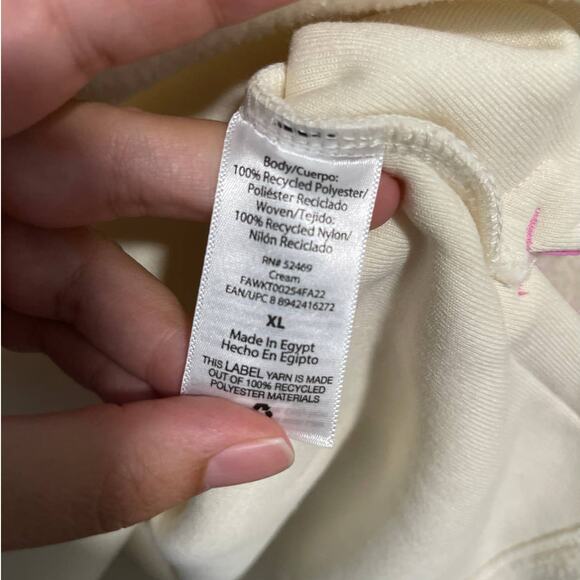 Body/Cuerpo:
100% Recycled Polyester/
Poliéster Reciclado
Woven/Tejido:
100% Recycled Nylon/
Nilón Reciclado
RN# 52469
Cream
FAWKT00254FA22
EAN/UPC 8 8942416272
XL
Made In Egypt
Hecho En Egipto
THIS LABEL YARN IS MADE
OUT OF 100% RECYCLED
POLYESTER MATERIALS